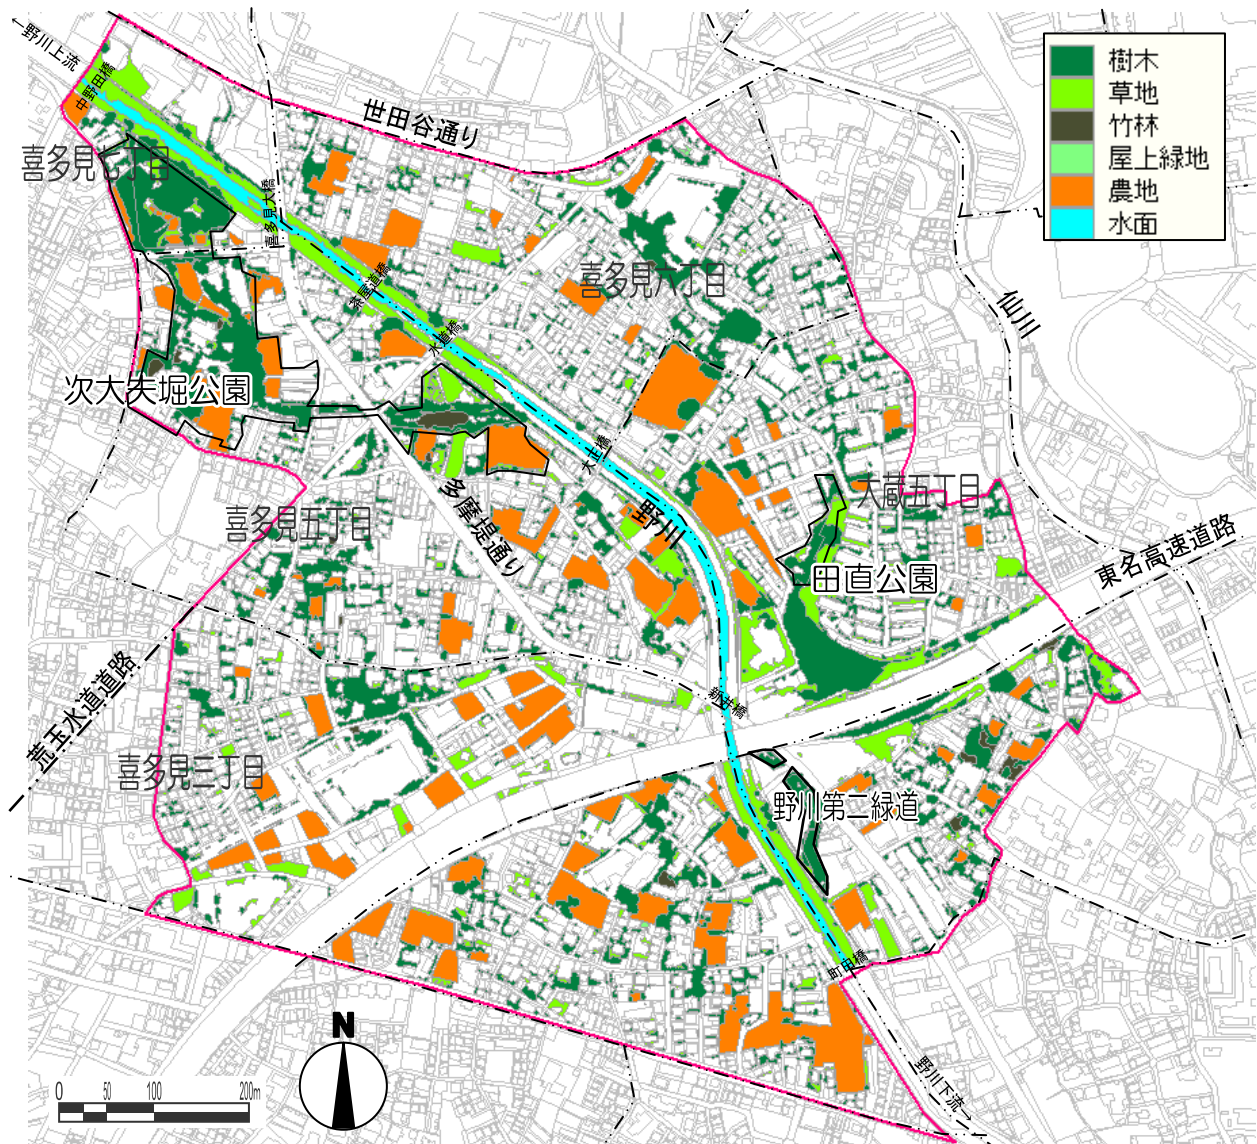 ←野川上流
中野田橋
世田谷通り
樹木
草地
竹林
屋上緑地
農地
水面
喜多見七丁目
喜多見大橋
茶屋道橋
水道橋
喜多見六丁目
仙川
次大夫堀公園
大正橋
喜多見五丁目
多摩堤通り
野川
大蔵五丁目
田直公園
東名高速道路
荒玉水道道路
新井橋
喜多見三丁目
野川第二緑道
町田橋
N
0 50 100 200m
野川下流→